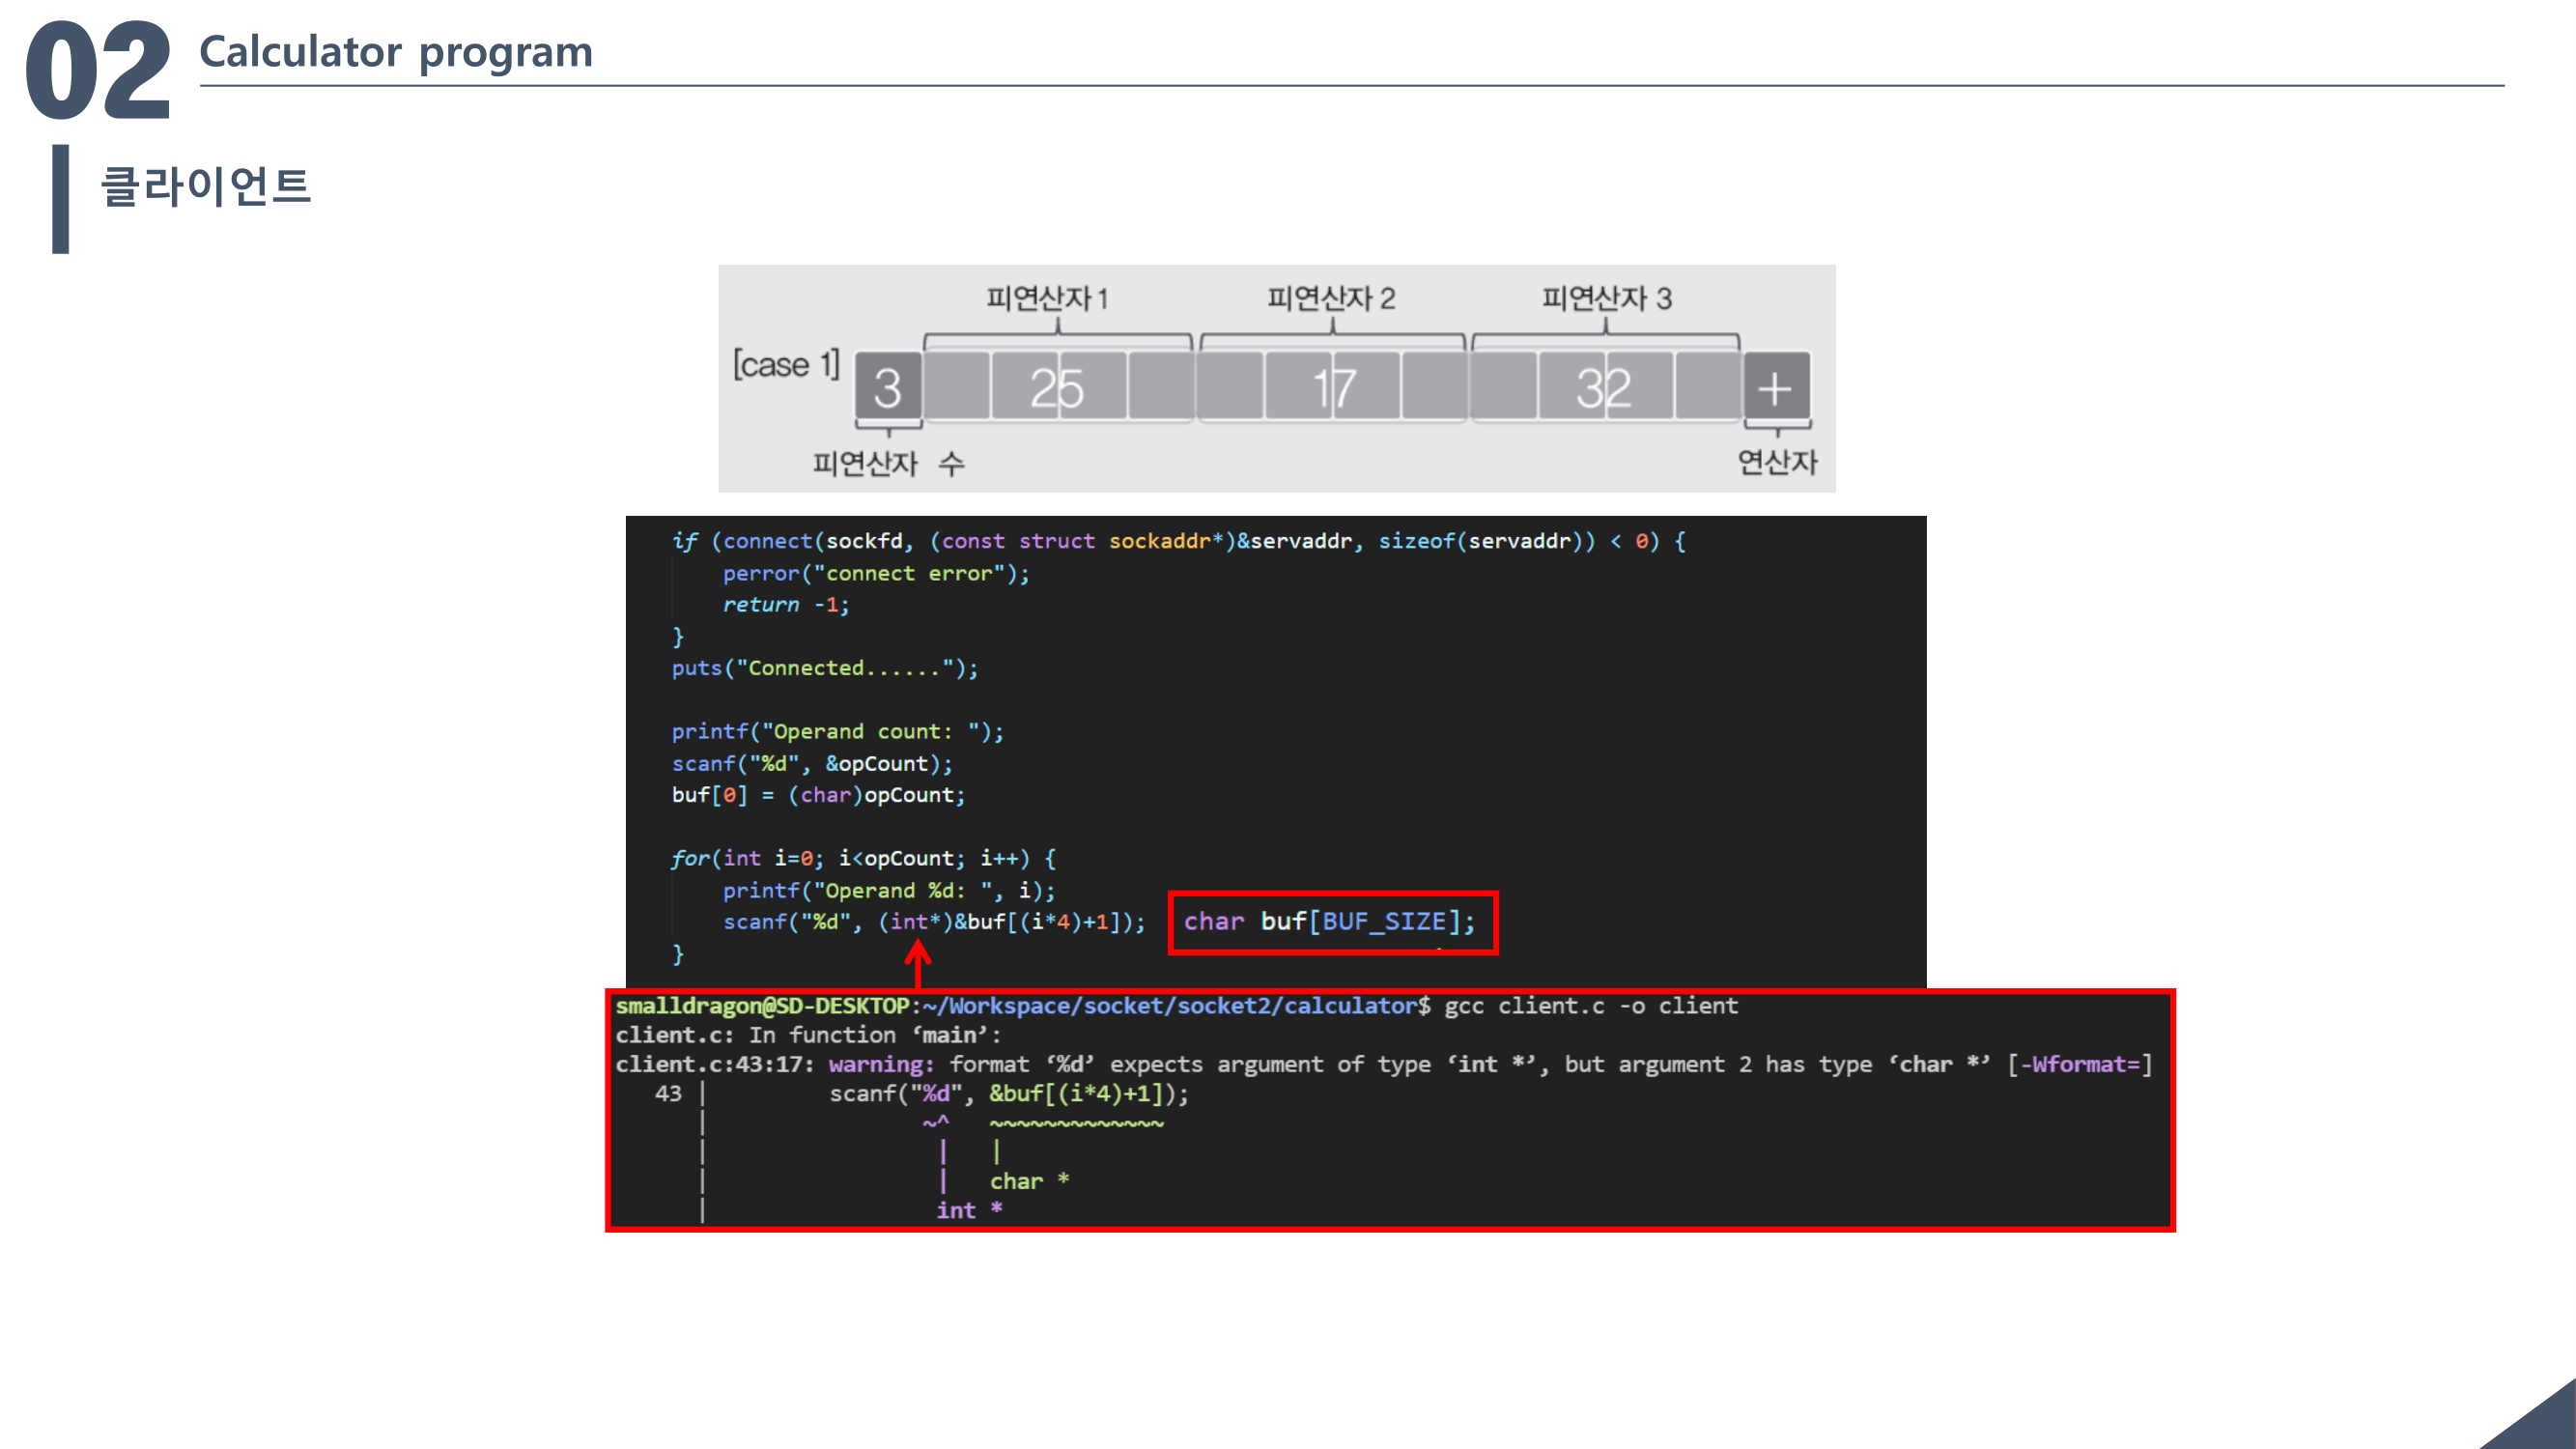 02
Calculator program
클라이언트
피연산자 1 피연산자 2 피연산자 3
[case 1] 3 25 17 32 +
피연산자 수 연산자
if (connect(sockfd, (const struct sockaddr*)&servaddr, sizeof(servaddr)) < 0) {
perror("connect error");
return -1;
}
puts("Connected......");
printf("Operand count: ");
scanf("%d", &opCount);
buf[0] = (char)opCount;
for(int i=0; i<opCount; i++) {
printf("Operand %d: ", i);
scanf("%d", (int*)&buf[(i*4)+1]); char buf[BUF_SIZE];
}
smalldragon@SD-DESKTOP:~/Workspace/socket/socket2/calculator$ gcc client.c -o client
client.c: In function ‘main’:
client.c:43:17: warning: format ‘%d’ expects argument of type ‘int *’, but argument 2 has type ‘char *’ [-Wformat=]
43 | scanf("%d", &buf[(i*4)+1]);
| ~^ ~~~~~~~~~~~~~
| | |
| | char *
| int *